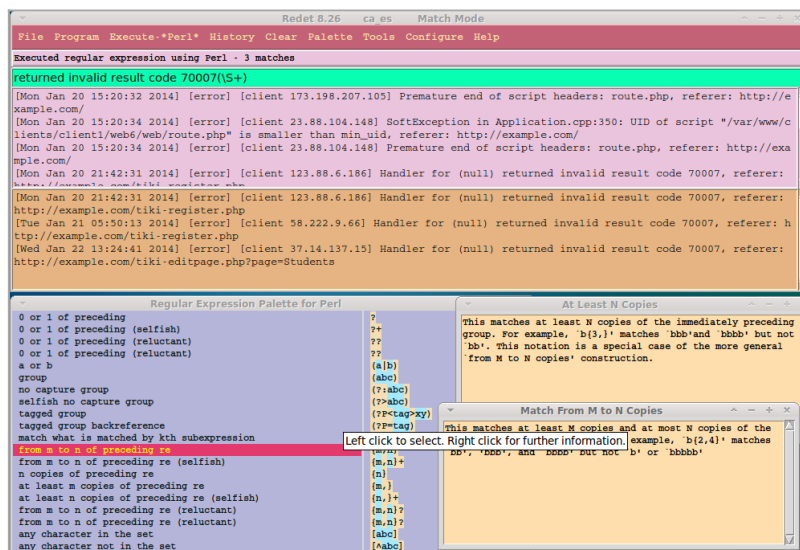 Redet 8.26 ca_es Match Mode
File Program Execute-*Perl* History Clear Palette Tools Configure Help
Executed regular expression using Perl - 3 matches
returned invalid result code 70007(\S+)
[Mon Jan 20 15:20:32 2014] [error] [client 173.198.207.105] Premature end of script headers: route.php, referer: http://e
xample.com/
[Mon Jan 20 15:20:34 2014] [error] [client 23.88.104.148] SoftException in Application.cpp:350: UID of script "/var/www/c
lients/client1/web6/web/route.php" is smaller than min_uid, referer: http://example.com/
[Mon Jan 20 15:20:34 2014] [error] [client 23.88.104.148] Premature end of script headers: route.php, referer: http://exa
mple.com/
[Mon Jan 20 21:42:31 2014] [error] [client 123.88.6.186] Handler for (null) returned invalid result code 70007, referer:
http://example.com/tiki-register.php
[Mon Jan 20 21:42:31 2014] [error] [client 123.88.6.186] Handler for (null) returned invalid result code 70007, referer:
http://example.com/tiki-register.php
[Tue Jan 21 05:50:13 2014] [error] [client 58.222.9.66] Handler for (null) returned invalid result code 70007, referer: h
ttp://example.com/tiki-register.php
[Wed Jan 22 13:24:41 2014] [error] [client 37.14.137.15] Handler for (null) returned invalid result code 70007, referer:
http://example.com/tiki-editpage.php?page=Students
Regular Expression Palette for Perl
0 or 1 of preceding ?
0 or 1 of preceding (selfish) ?+
0 or 1 of preceding (reluctant) ??
0 or 1 of preceding (reluctant) ??
a or b (a|b)
group (abc)
no capture group (?:abc)
selfish no capture group (?>abc)
tagged group (?P<tag>xy)
tagged group backreference (?P=tag)
match what is matched by kth subexpression
from m to n of preceding re {m,n}
from m to n of preceding re (selfish) {m,n}+
n copies of preceding re {n}
at least m copies of preceding re {m,}
at least n copies of preceding re (selfish) {n,}+
from m to n of preceding re (reluctant) {m,n}?
from m to n of preceding re (reluctant) {m,n}?
any character in the set [abc]
any character not in the set [^abc]
Left click to select. Right click for further information.
At Least N Copies
This matches at least N copies of the immediately preceding
group. For example, `b{3,}' matches `bbb'and `bbbb' but not
`bb'. This notation is a special case of the more general
`from M to N copies' construction.
Match From M to N Copies
This matches at least M copies and at most N copies of the
example, `b{2,4}' matches
`bb', `bbb', and `bbbb' but not `b' or `bbbbb'